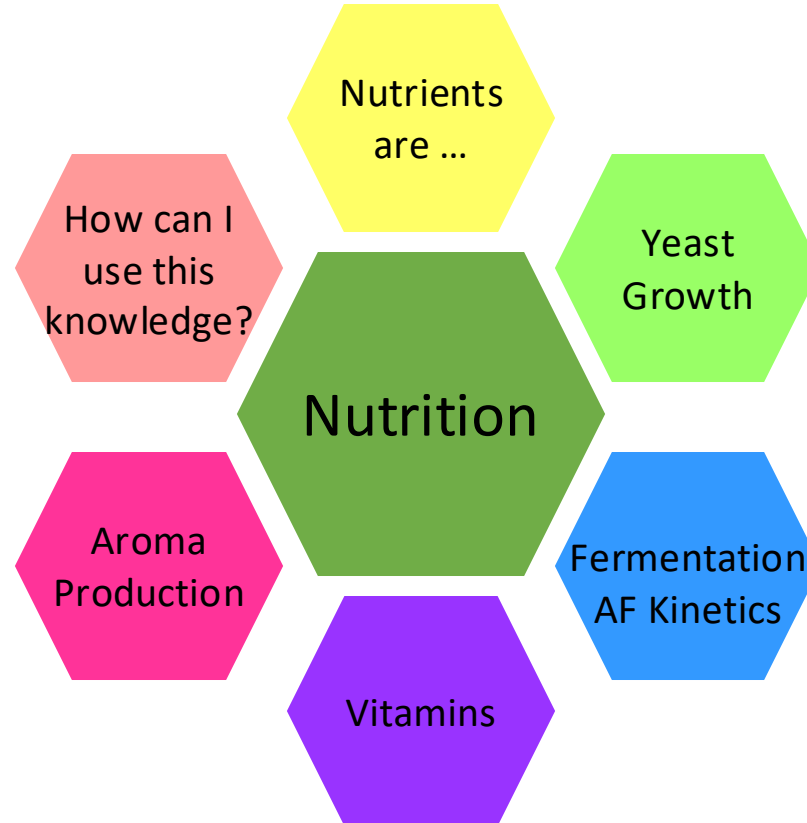 Nutrients
are ...
Yeast
Growth
Fermentation
AF Kinetics
Vitamins
Aroma
Production
How can I
use this
knowledge?
Nutrition